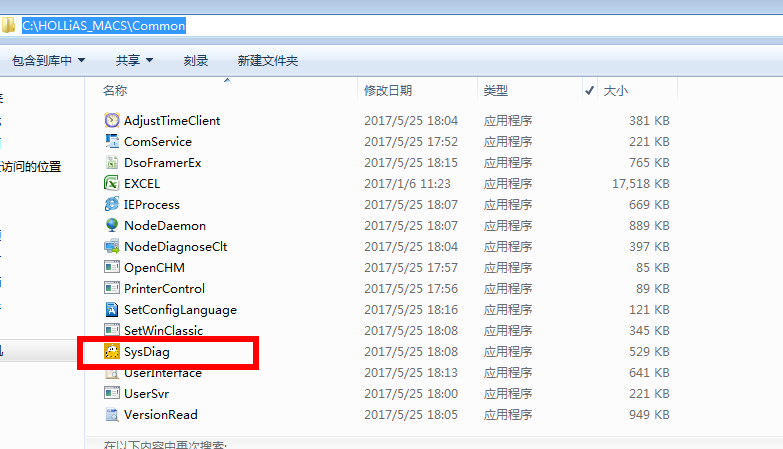 C:\HOLLiAS_MACS\Common
包含到库中 共享 刻录 新建文件夹
名称 修改日期 类型 大小
AdjustTimeClient 2017/5/25 18:04 应用程序 381 KB
ComService 2017/5/25 17:52 应用程序 221 KB
DsoFramerEx 2017/5/25 18:15 应用程序 765 KB
访问的位置 EXCEL 2017/1/6 11:23 应用程序 17,518 KB
IEProcess 2017/5/25 18:07 应用程序 669 KB
NodeDaemon 2017/5/25 18:07 应用程序 889 KB
NodeDiagnoseClt 2017/5/25 18:04 应用程序 397 KB
OpenCHM 2017/5/25 17:57 应用程序 85 KB
PrinterControl 2017/5/25 17:56 应用程序 89 KB
SetConfigLanguage 2017/5/25 18:16 应用程序 121 KB
SetWinClassic 2017/5/25 18:08 应用程序 345 KB
SysDiag 2017/5/25 18:08 应用程序 529 KB
UserInterface 2017/5/25 18:13 应用程序 641 KB
UserSvr 2017/5/25 18:00 应用程序 221 KB
VersionRead 2017/5/25 18:05 应用程序 949 KB
在以下内容中再次搜索: